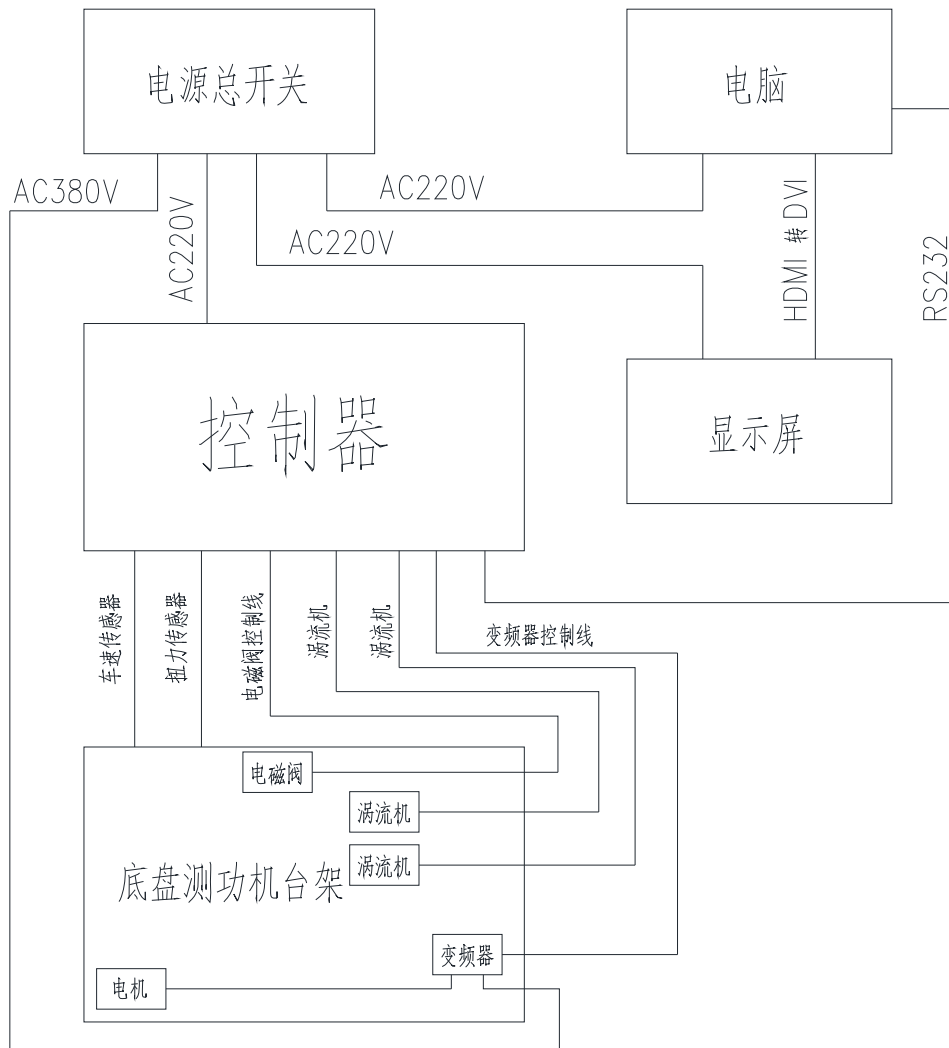 电源总开关
电脑
AC380V
AC220V
AC220V
AC220V
HDMI 转 DVI
RS232
控制器
显示屏
车速传感器
扭力传感器
电磁阀控制线
涡流机
涡流机
变频器控制线
电磁阀
涡流机
涡流机
底盘测功机台架
变频器
电机